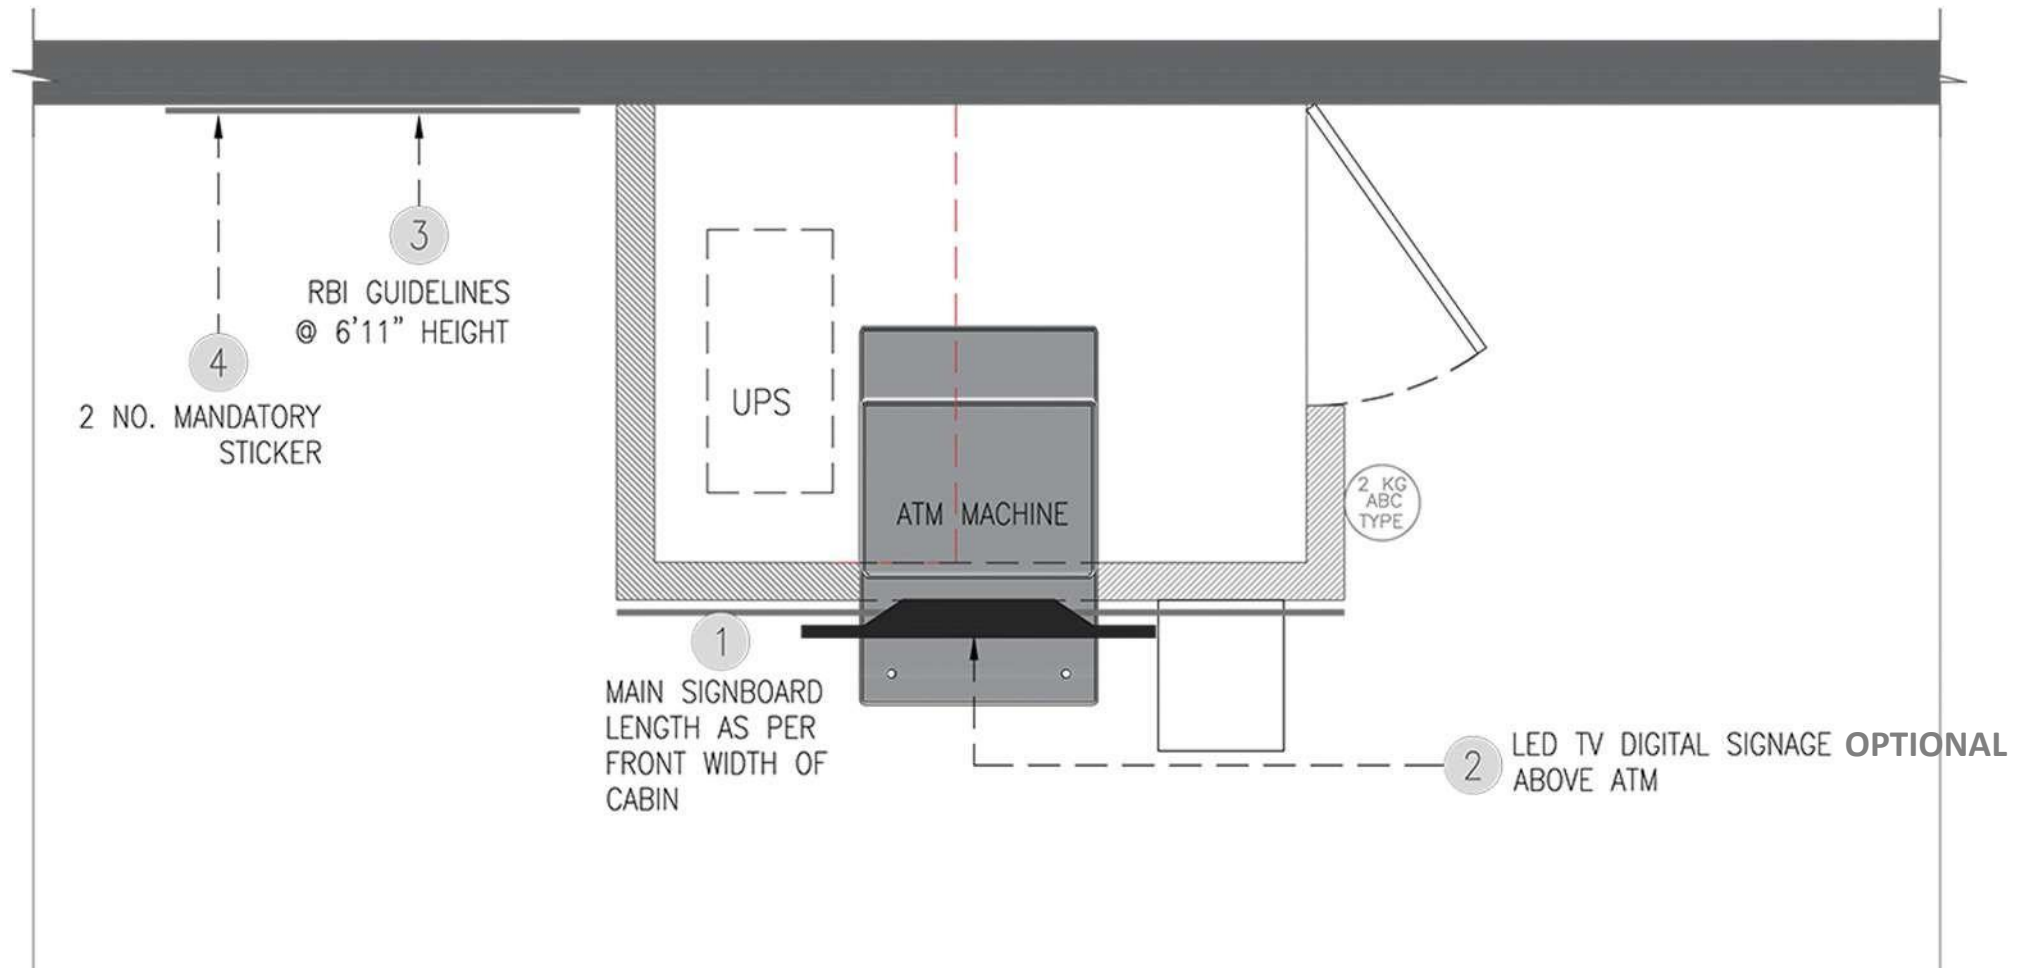 3
RBI GUIDELINES
@ 6'11" HEIGHT
4
2 NO. MANDATORY
STICKER
UPS
ATM MACHINE
2 KG
ABC
TYPE
1
MAIN SIGNBOARD
LENGTH AS PER
FRONT WIDTH OF
CABIN
2
LED TV DIGITAL SIGNAGE OPTIONAL
ABOVE ATM